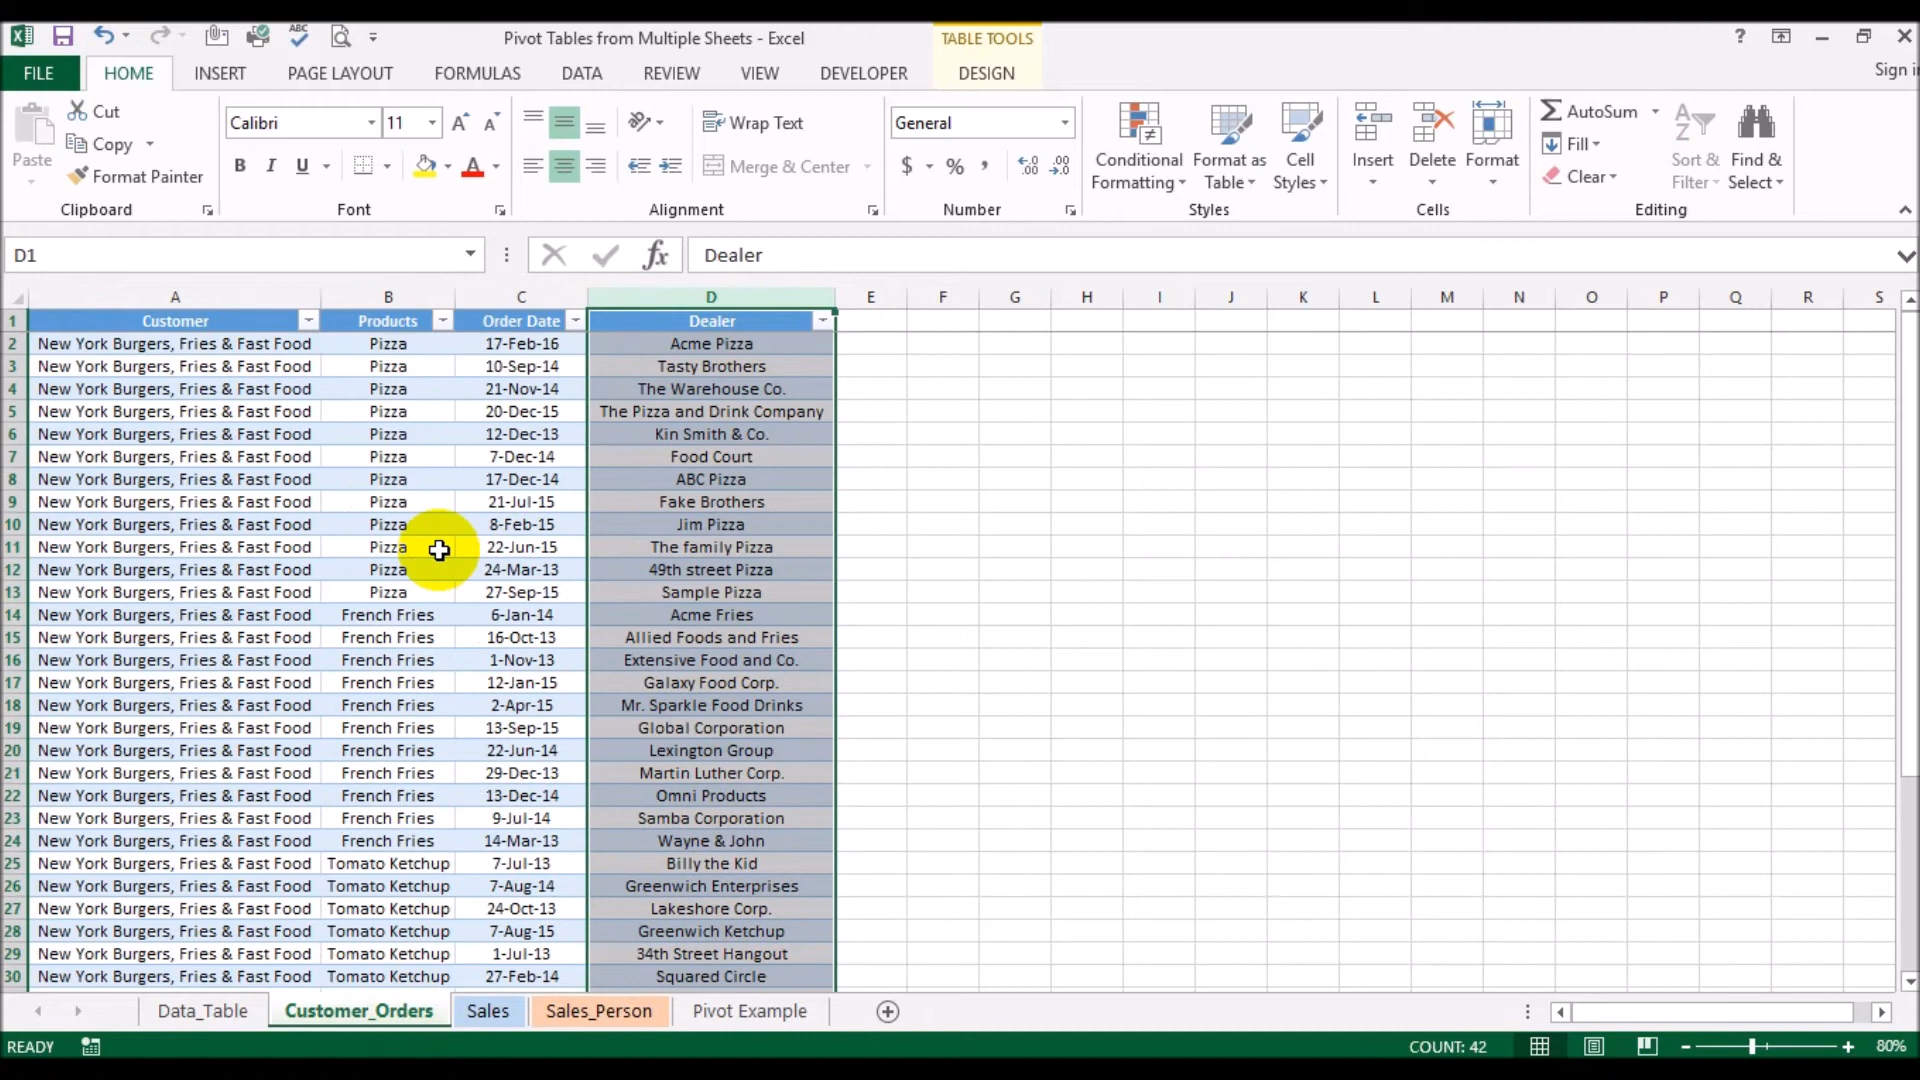 Pivot Tables from Multiple Sheets - Excel
TABLE TOOLS
?
FILE HOME INSERT PAGE LAYOUT FORMULAS DATA REVIEW VIEW DEVELOPER DESIGN
Sign in
Paste
Cut
Copy
Format Painter
Clipboard
Calibri 11
B I U
Font
Wrap Text
Merge & Center
Alignment
General
$ % ,
Number
Conditional Formatting
Format as Table
Cell Styles
Styles
Insert
Delete
Format
Cells
AutoSum
Fill
Clear
Sort & Filter
Find & Select
Editing
D1 fx Dealer
A B C D E F G H I J K L M N O P Q R S
1 Customer Products Order Date Dealer
2 New York Burgers, Fries & Fast Food Pizza 17-Feb-16 Acme Pizza
3 New York Burgers, Fries & Fast Food Pizza 10-Sep-14 Tasty Brothers
4 New York Burgers, Fries & Fast Food Pizza 21-Nov-14 The Warehouse Co.
5 New York Burgers, Fries & Fast Food Pizza 20-Dec-15 The Pizza and Drink Company
6 New York Burgers, Fries & Fast Food Pizza 12-Dec-13 Kin Smith & Co.
7 New York Burgers, Fries & Fast Food Pizza 7-Dec-14 Food Court
8 New York Burgers, Fries & Fast Food Pizza 17-Dec-14 ABC Pizza
9 New York Burgers, Fries & Fast Food Pizza 21-Jul-15 Fake Brothers
10 New York Burgers, Fries & Fast Food Pizza 8-Feb-15 Jim Pizza
11 New York Burgers, Fries & Fast Food Pizza 22-Jun-15 The family Pizza
12 New York Burgers, Fries & Fast Food Pizza 24-Mar-13 49th street Pizza
13 New York Burgers, Fries & Fast Food Pizza 27-Sep-15 Sample Pizza
14 New York Burgers, Fries & Fast Food French Fries 6-Jan-14 Acme Fries
15 New York Burgers, Fries & Fast Food French Fries 16-Oct-13 Allied Foods and Fries
16 New York Burgers, Fries & Fast Food French Fries 1-Nov-13 Extensive Food and Co.
17 New York Burgers, Fries & Fast Food French Fries 12-Jan-15 Galaxy Food Corp.
18 New York Burgers, Fries & Fast Food French Fries 2-Apr-15 Mr. Sparkle Food Drinks
19 New York Burgers, Fries & Fast Food French Fries 13-Sep-15 Global Corporation
20 New York Burgers, Fries & Fast Food French Fries 22-Jun-14 Lexington Group
21 New York Burgers, Fries & Fast Food French Fries 29-Dec-13 Martin Luther Corp.
22 New York Burgers, Fries & Fast Food French Fries 13-Dec-14 Omni Products
23 New York Burgers, Fries & Fast Food French Fries 9-Jul-14 Samba Corporation
24 New York Burgers, Fries & Fast Food French Fries 14-Mar-13 Wayne & John
25 New York Burgers, Fries & Fast Food Tomato Ketchup 7-Jul-13 Billy the Kid
26 New York Burgers, Fries & Fast Food Tomato Ketchup 7-Aug-14 Greenwich Enterprises
27 New York Burgers, Fries & Fast Food Tomato Ketchup 24-Oct-13 Lakeshore Corp.
28 New York Burgers, Fries & Fast Food Tomato Ketchup 7-Aug-15 Greenwich Ketchup
29 New York Burgers, Fries & Fast Food Tomato Ketchup 1-Jul-13 34th Street Hangout
30 New York Burgers, Fries & Fast Food Tomato Ketchup 27-Feb-14 Squared Circle
Data_Table Customer_Orders Sales Sales_Person Pivot Example
READY COUNT: 42 80%